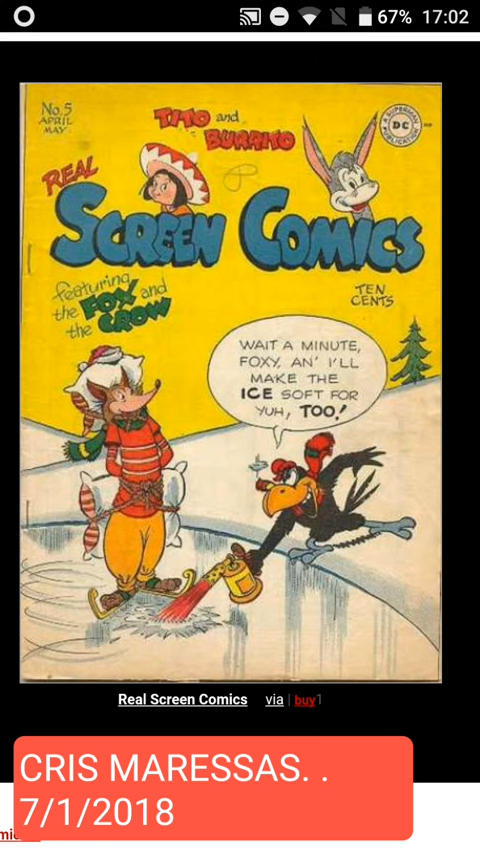 67% 17:02
No.5
APRIL
MAY
TITO and
BURRITO
A SUPERMAN
DC
PUBLICATION
REAL
SCREEN COMICS
featuring
the FOX and
the CROW
TEN
CENTS
WAIT A MINUTE,
FOXY, AN' I'LL
MAKE THE
ICE SOFT FOR
YUH, TOO!
Real Screen Comics via | buy1
CRIS MARESSAS. .
7/1/2018